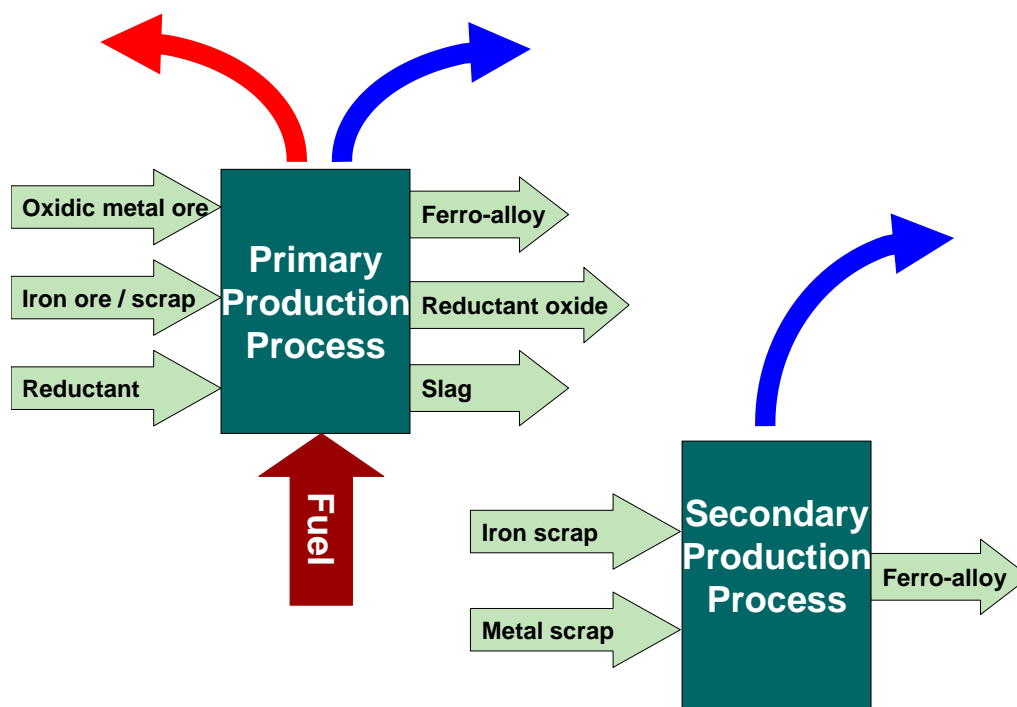 Oxidic metal ore
Iron ore / scrap
Reductant
Primary
Production
Process
Ferro-alloy
Reductant oxide
Slag
Fuel
Iron scrap
Metal scrap
Secondary
Production
Process
Ferro-alloy